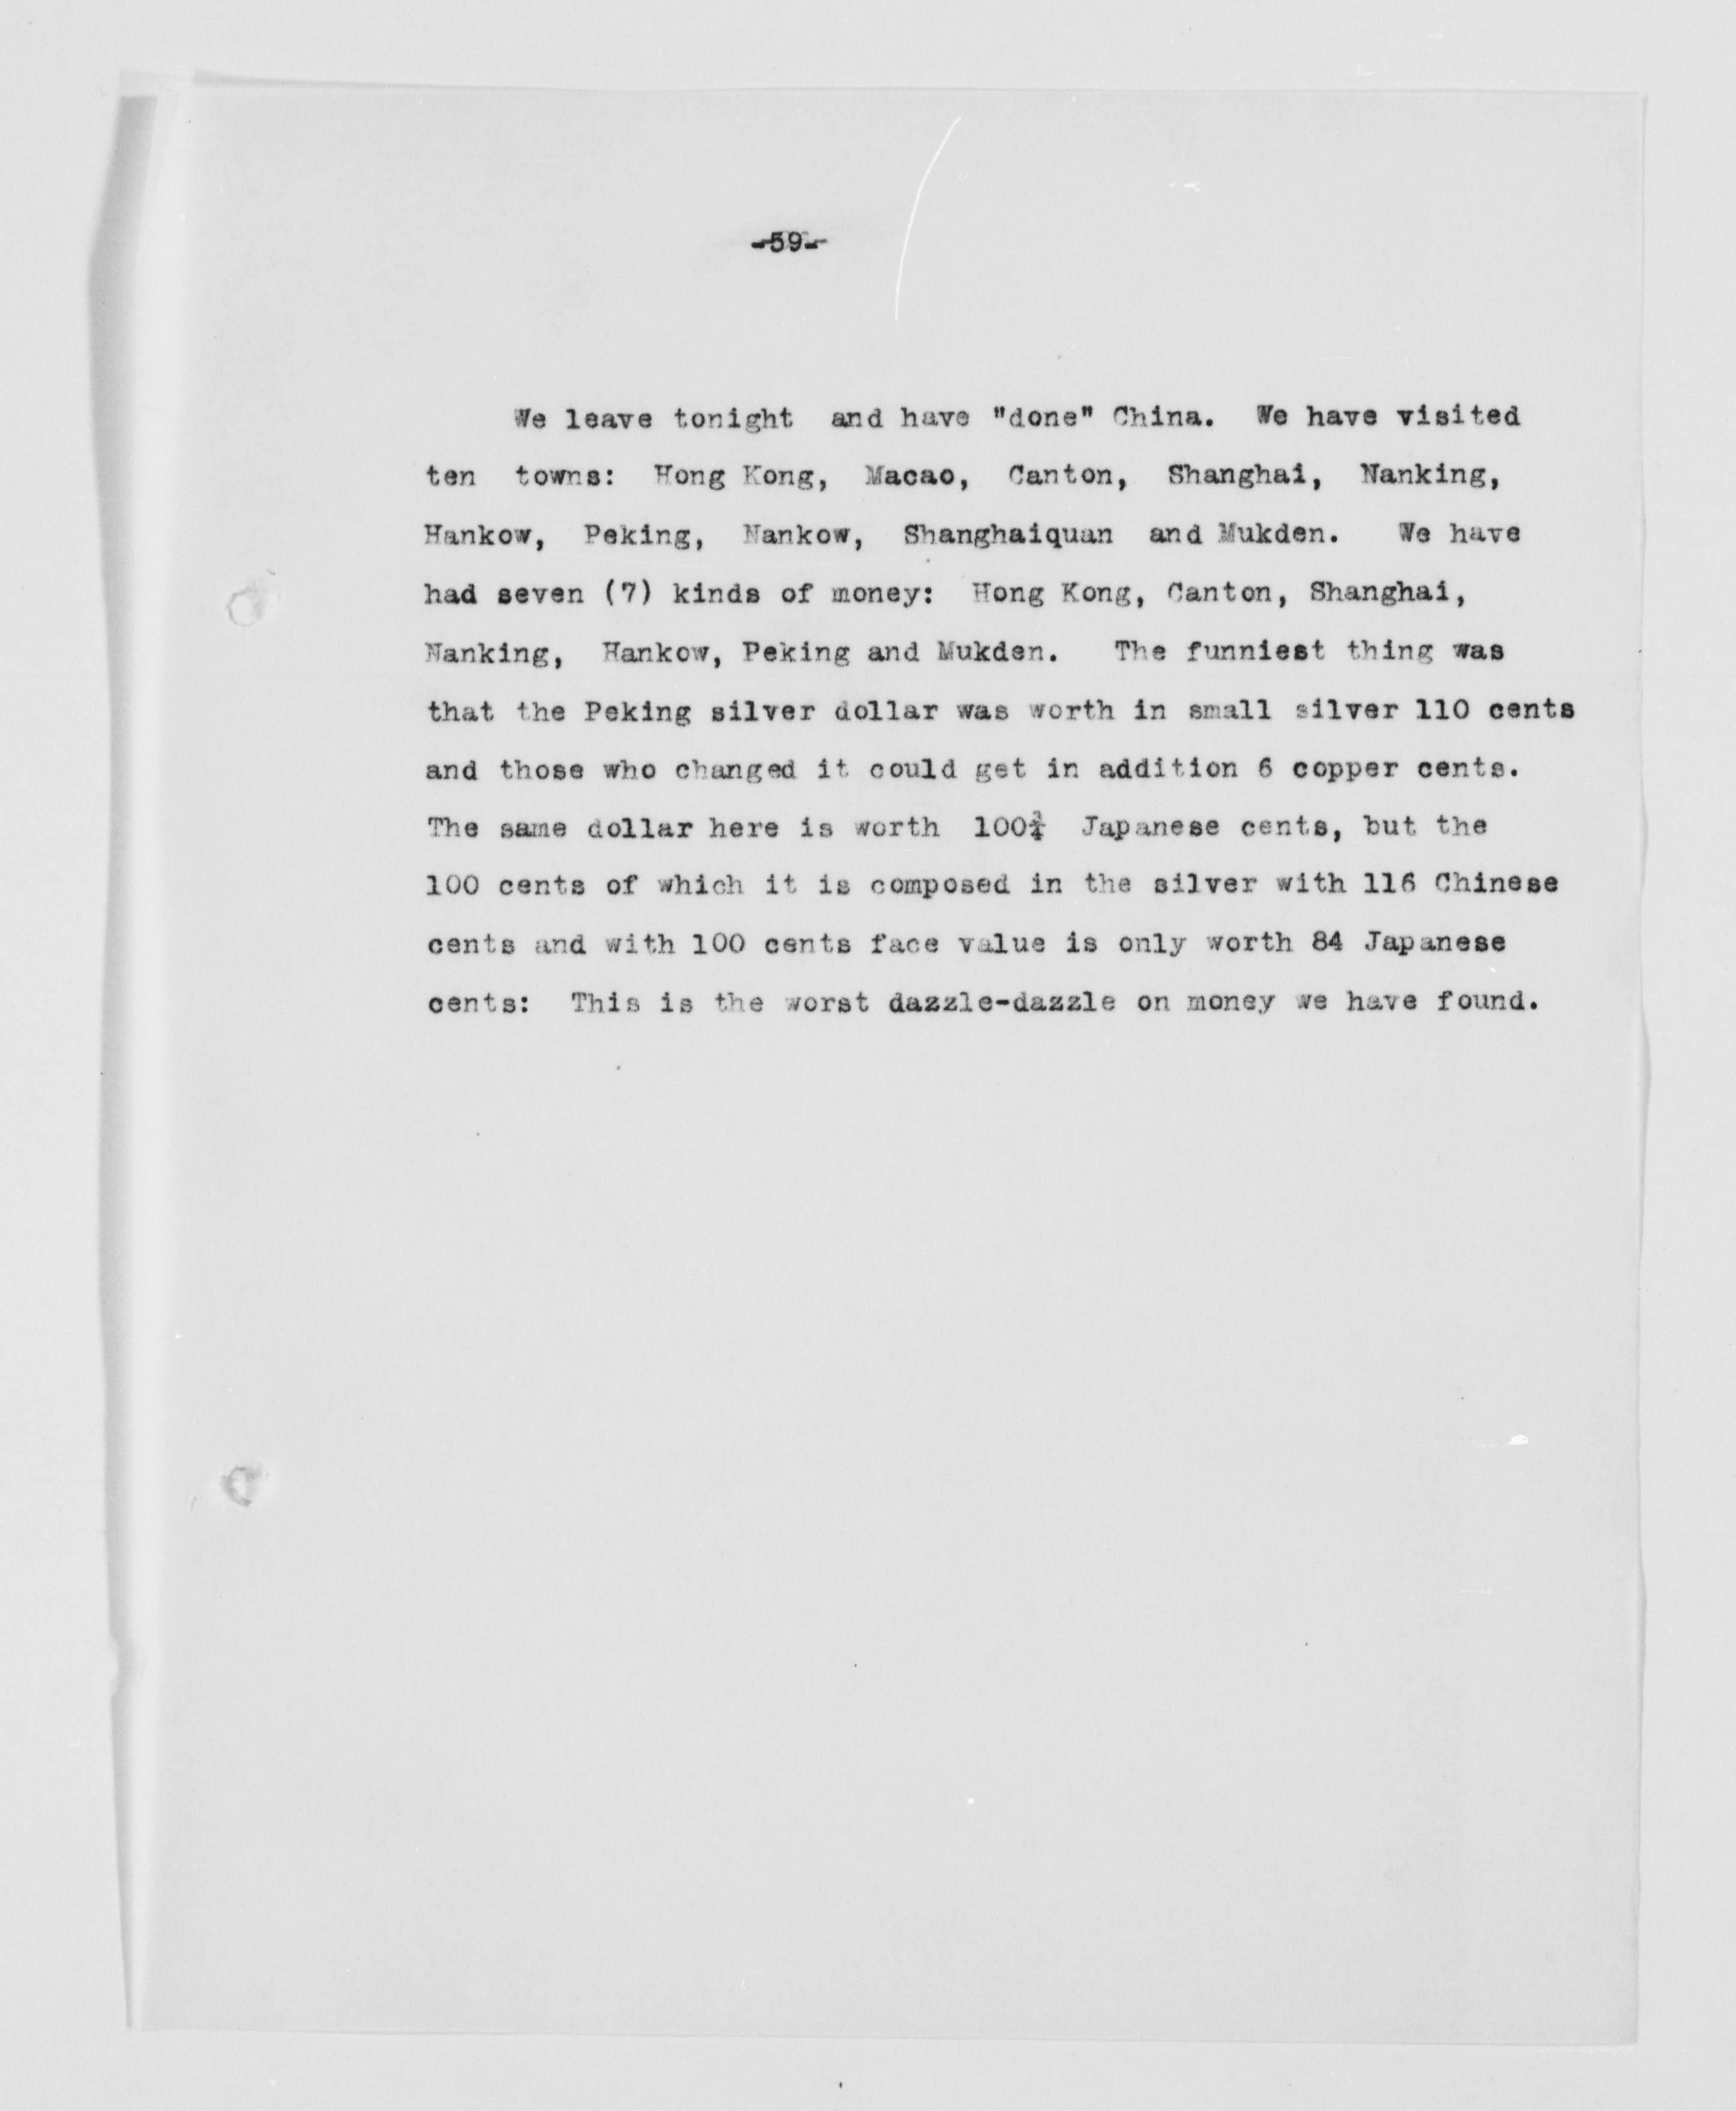 -59-
We leave tonight and have "done" China. We have visited
ten towns: Hong Kong, Macao, Canton, Shanghai, Nanking,
Hankow, Peking, Nankow, Shanghaiquan and Mukden. We have
had seven (7) kinds of money: Hong Kong, Canton, Shanghai,
Nanking, Hankow, Peking and Mukden. The funniest thing was
that the Peking silver dollar was worth in small silver 110 cents
and those who changed it could get in addition 6 copper cents.
The same dollar here is worth 100¾ Japanese cents, but the
100 cents of which it is composed in the silver with 116 Chinese
cents and with 100 cents face value is only worth 84 Japanese
cents: This is the worst dazzle-dazzle on money we have found.